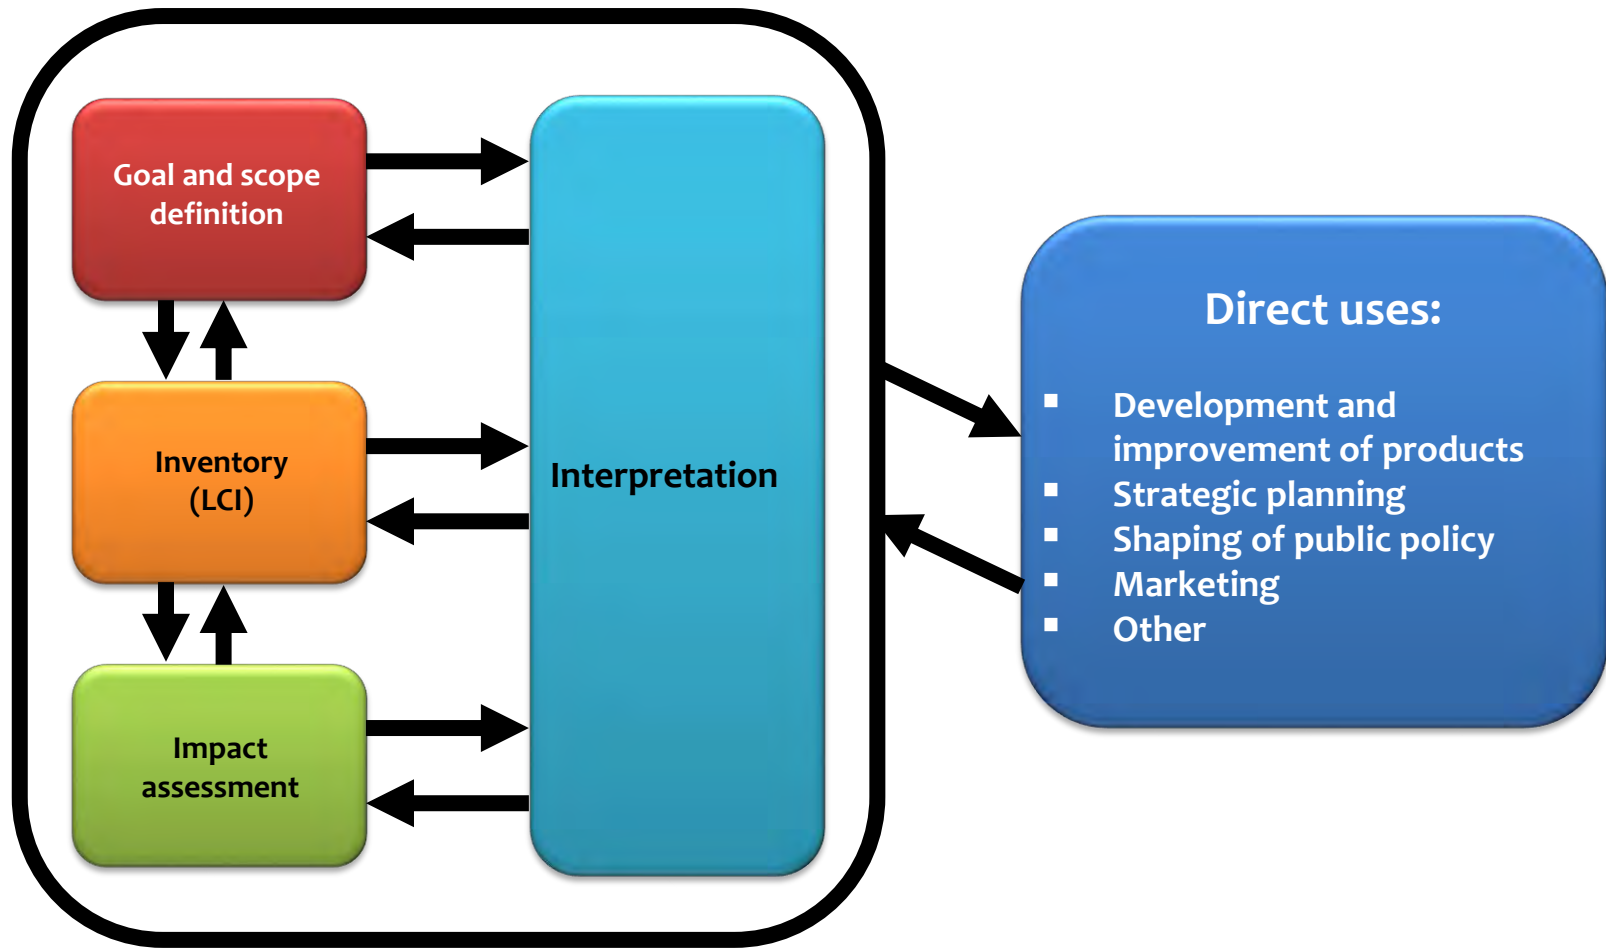 Goal and scope
definition
Inventory
(LCI)
Impact
assessment
Interpretation
Direct uses:
▪ Development and
improvement of products
▪ Strategic planning
▪ Shaping of public policy
▪ Marketing
▪ Other